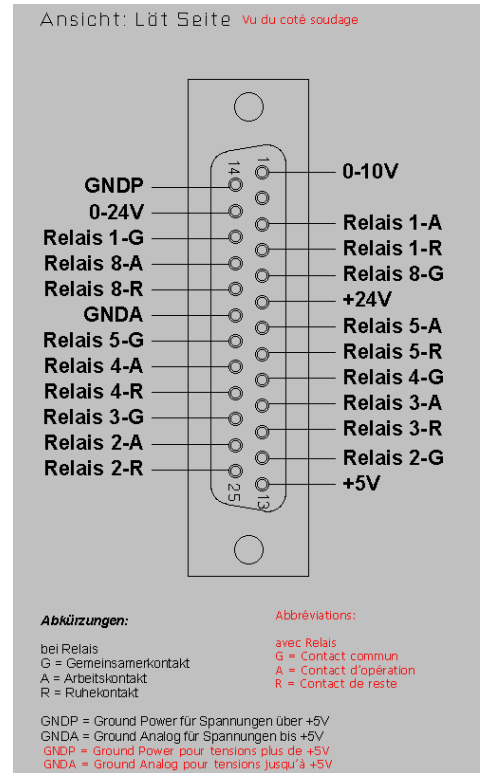 Ansicht: Löt Seite Vu du coté soudage
14 1
GNDP 0-10V
0-24V
Relais 1-G Relais 1-A
Relais 8-A Relais 1-R
Relais 8-R Relais 8-G
GNDA +24V
Relais 5-G Relais 5-A
Relais 4-A Relais 5-R
Relais 4-R Relais 4-G
Relais 3-G Relais 3-A
Relais 2-A Relais 3-R
Relais 2-R Relais 2-G
+5V
25 13
Abkürzungen:
bei Relais
G = Gemeinsamerkontakt
A = Arbeitskontakt
R = Ruhekontakt
Abbréviations:
avec Relais
G = Contact commun
A = Contact d'opération
R = Contact de reste
GNDP = Ground Power für Spannungen über +5V
GNDA = Ground Analog für Spannungen bis +5V
GNDP = Ground Power pour tensions plus de +5V
GNDA = Ground Analog pour tensions jusqu'à +5V